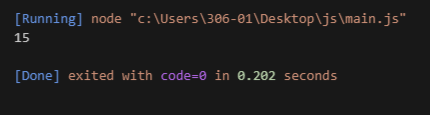 [Running] node "c:\Users\306-01\Desktop\js\main.js"
15
[Done] exited with code=0 in 0.202 seconds